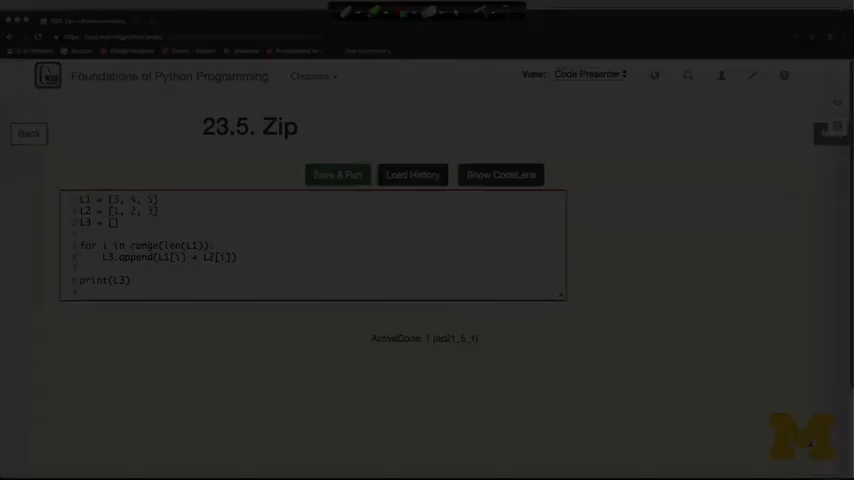 Foundations of Python Programming
Chapters
View:
Code Presenter
23.5. Zip
Back
Save & Run
Load History
Show CodeLens
L1 = [3, 4, 5]
L2 = [1, 2, 3]
L3 = []
for i in range(len(L1)):
L3.append(L1[i] + L2[i])
print(L3)
ActiveCode: 1 (ac21_5_1)
M